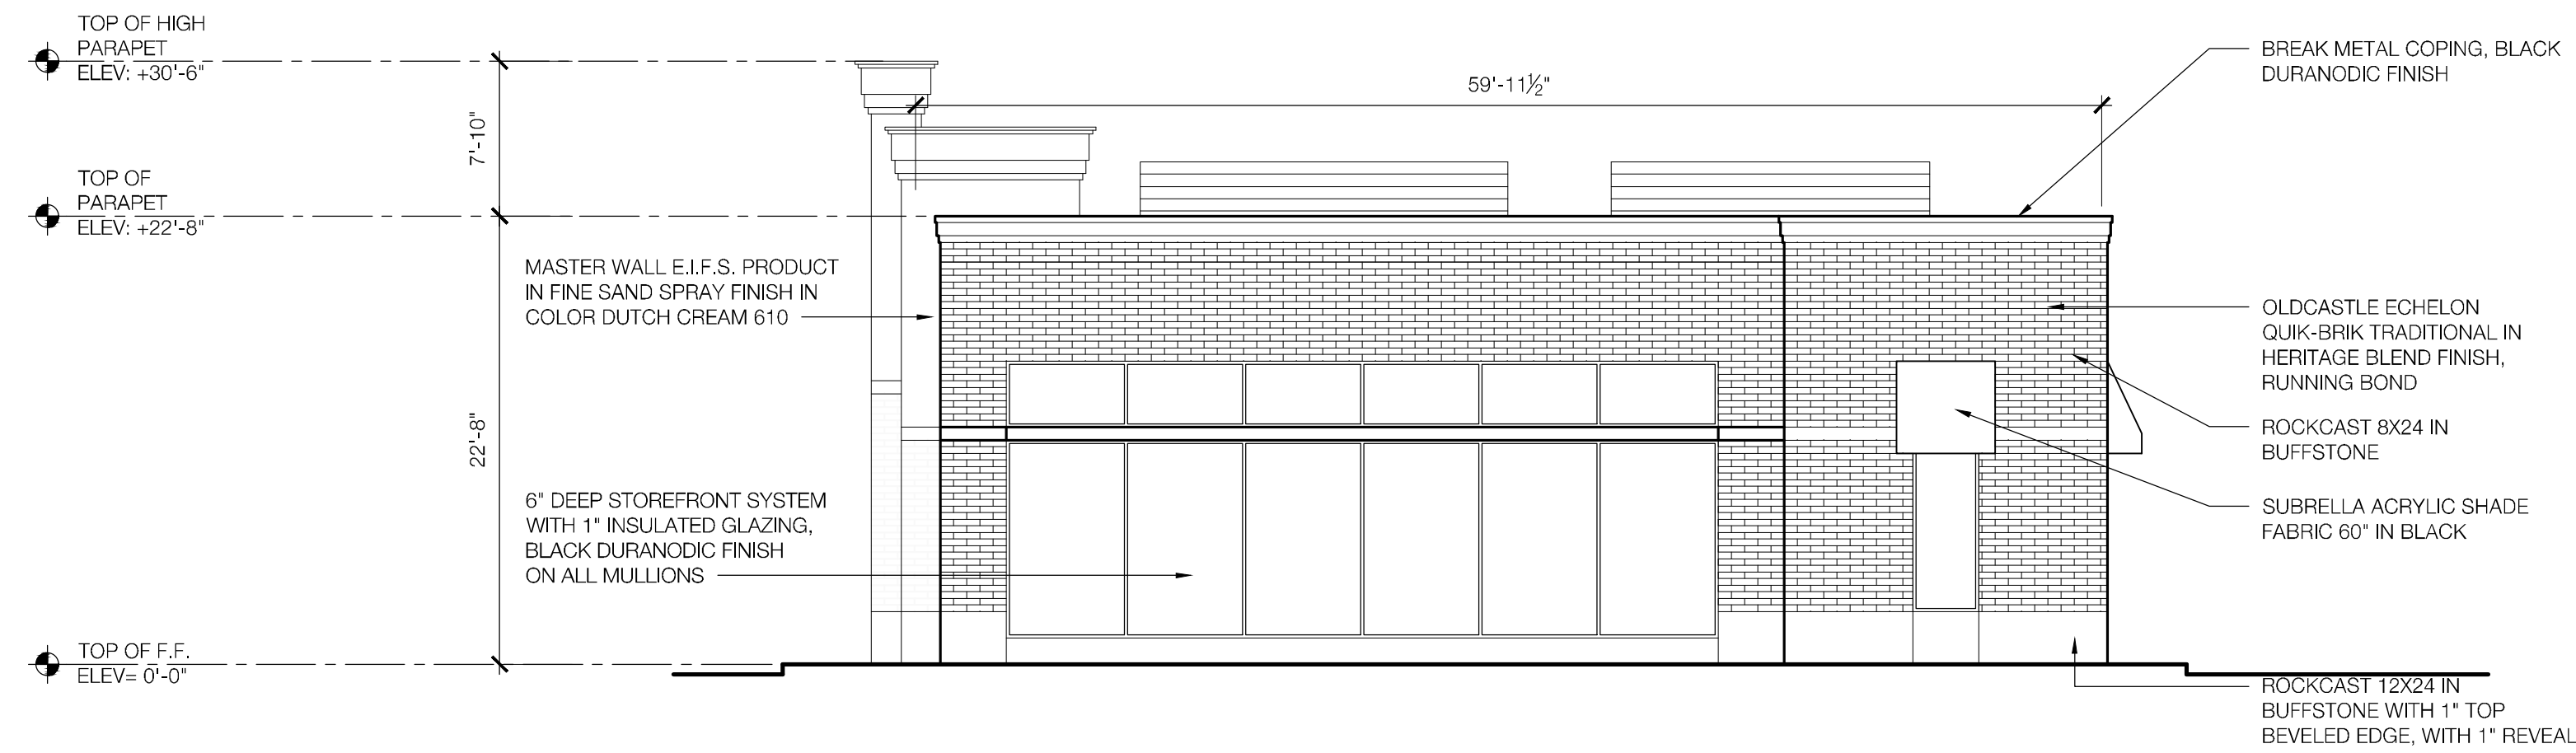 TOP OF HIGH
PARAPET
ELEV: +30'-6"
7'-10"
59'-11½"
BREAK METAL COPING, BLACK
DURANODIC FINISH
TOP OF
PARAPET
ELEV: +22'-8"
MASTER WALL E.I.F.S. PRODUCT
IN FINE SAND SPRAY FINISH IN
COLOR DUTCH CREAM 610
OLDCASTLE ECHELON
QUIK-BRIK TRADITIONAL IN
HERITAGE BLEND FINISH,
RUNNING BOND
22'-8"
ROCKCAST 8X24 IN
BUFFSTONE
6" DEEP STOREFRONT SYSTEM
WITH 1" INSULATED GLAZING,
BLACK DURANODIC FINISH
ON ALL MULLIONS
SUBRELLA ACRYLIC SHADE
FABRIC 60" IN BLACK
TOP OF F.F.
ELEV= 0'-0"
ROCKCAST 12X24 IN
BUFFSTONE WITH 1" TOP
BEVELED EDGE, WITH 1" REVEAL